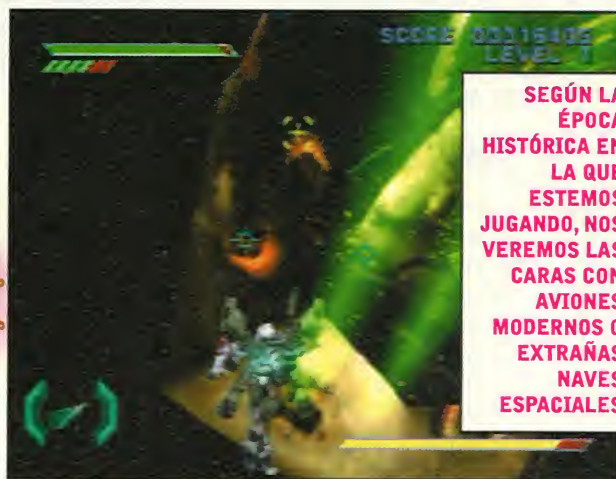 SCORE
LEVEL 1
SEGÚN LA
ÉPOCA
HISTÓRICA EN
LA QUE
ESTEMOS
JUGANDO, NOS
VEREMOS LAS
CARAS CON
AVIONES
MODERNOS O
EXTRAÑAS
NAVES
ESPACIALES